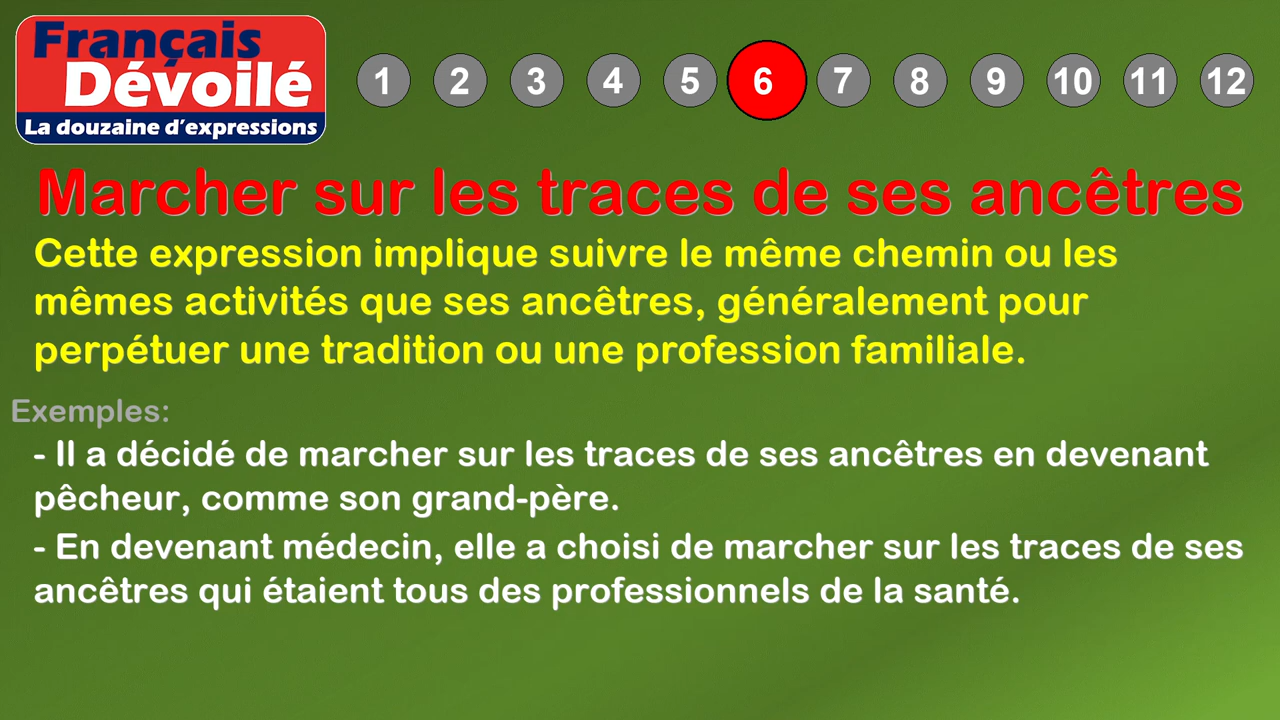 Français
Dévoilé
La douzaine d'expressions
1 2 3 4 5 6 7 8 9 10 11 12
Marcher sur les traces de ses ancêtres
Cette expression implique suivre le même chemin ou les
mêmes activités que ses ancêtres, généralement pour
perpétuer une tradition ou une profession familiale.
Exemples:
- Il a décidé de marcher sur les traces de ses ancêtres en devenant
pêcheur, comme son grand-père.
- En devenant médecin, elle a choisi de marcher sur les traces de ses
ancêtres qui étaient tous des professionnels de la santé.